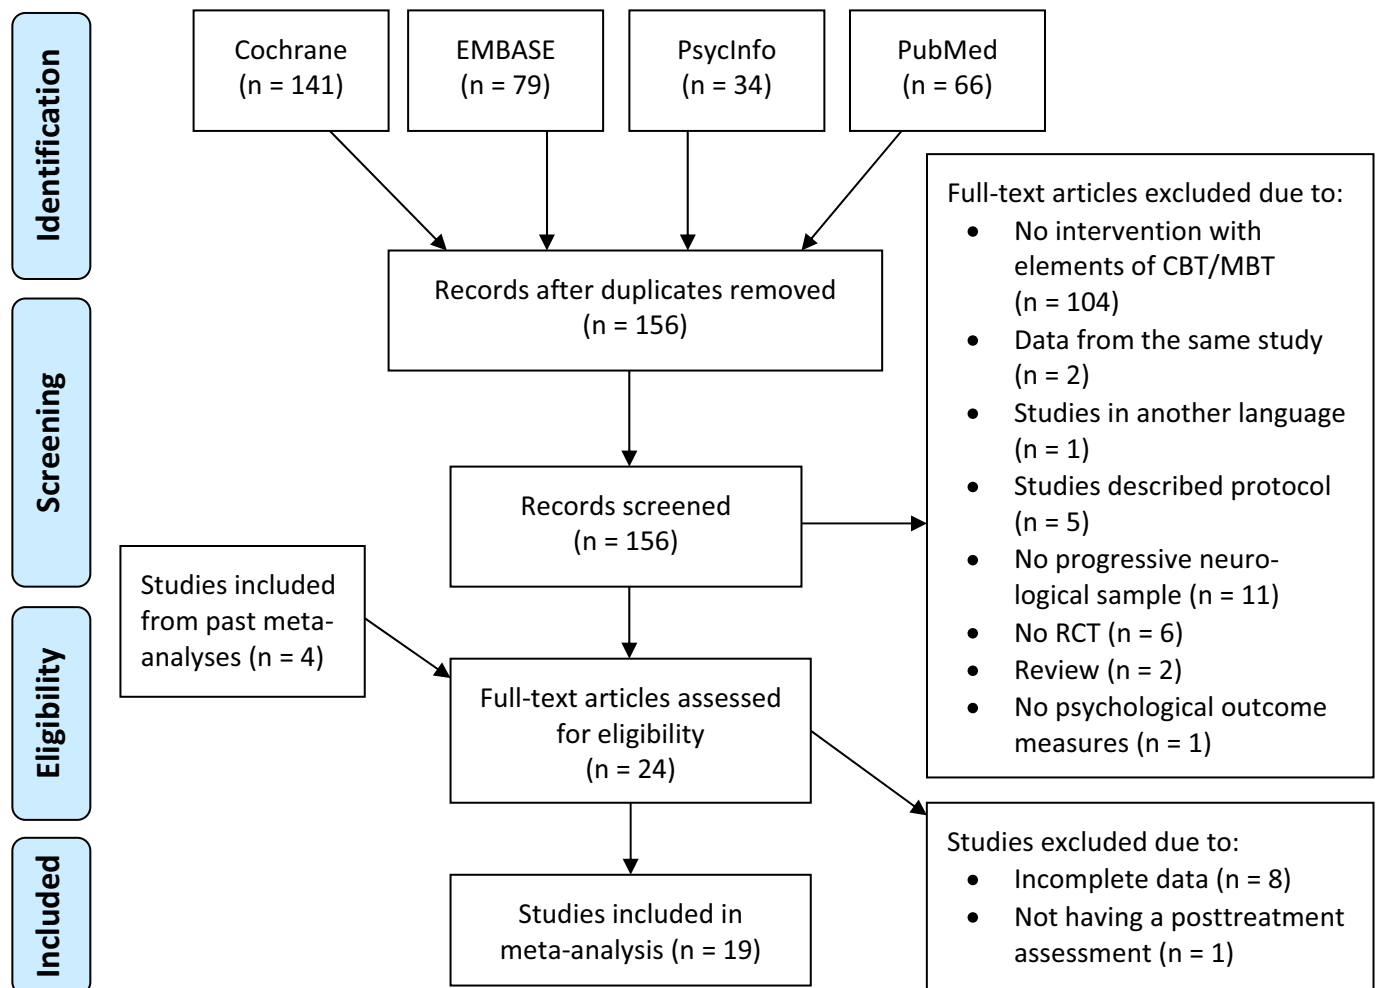 Identification
Cochrane
(n = 141)
EMBASE
(n = 79)
PsycInfo
(n = 34)
PubMed
(n = 66)
Records after duplicates removed
(n = 156)
Screening
Records screened
(n = 156)
Full-text articles excluded due to:
• No intervention with
elements of CBT/MBT
(n = 104)
• Data from the same study
(n = 2)
• Studies in another language
(n = 1)
• Studies described protocol
(n = 5)
• No progressive neuro-
logical sample (n = 11)
• No RCT (n = 6)
• Review (n = 2)
• No psychological outcome
measures (n = 1)
Studies included
from past meta-
analyses (n = 4)
Eligibility
Full-text articles assessed
for eligibility
(n = 24)
Studies excluded due to:
• Incomplete data (n = 8)
• Not having a posttreatment
assessment (n = 1)
Included
Studies included in
meta-analysis (n = 19)